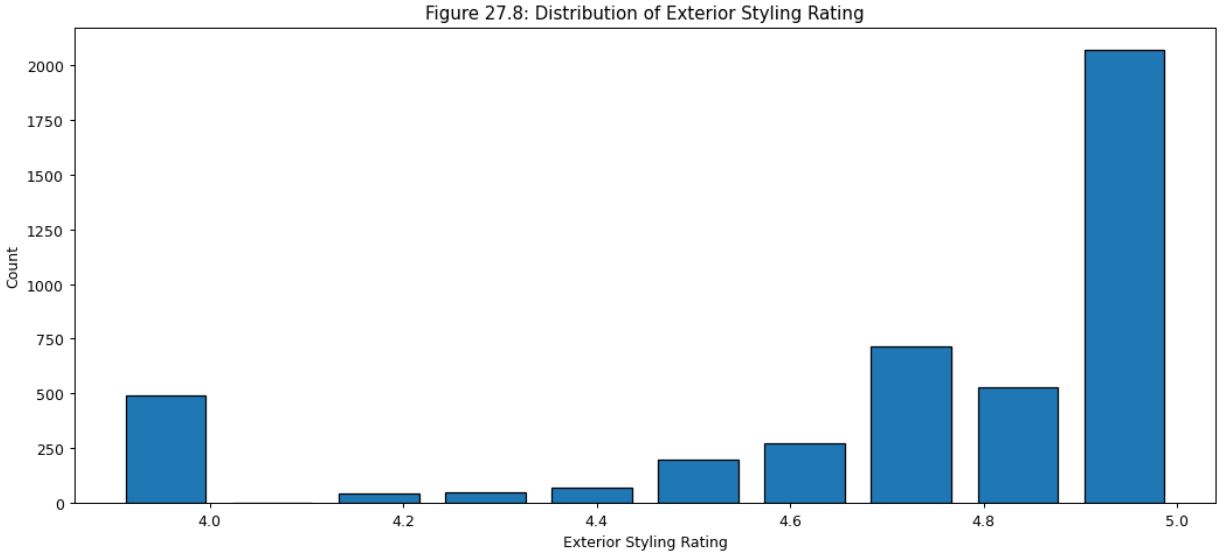 Figure 27.8: Distribution of Exterior Styling Rating
2000
1750
1500
1250
1000
750
500
250
0
Count
4.0 4.2 4.4 4.6 4.8 5.0
Exterior Styling Rating